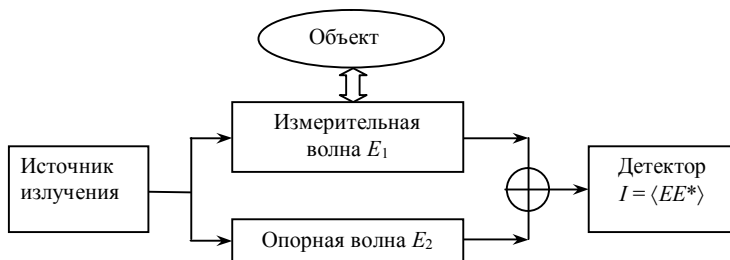 Объект
Измерительная
волна E₁
Источник
излучения
Детектор
I = ⟨EE*⟩
Опорная волна E₂